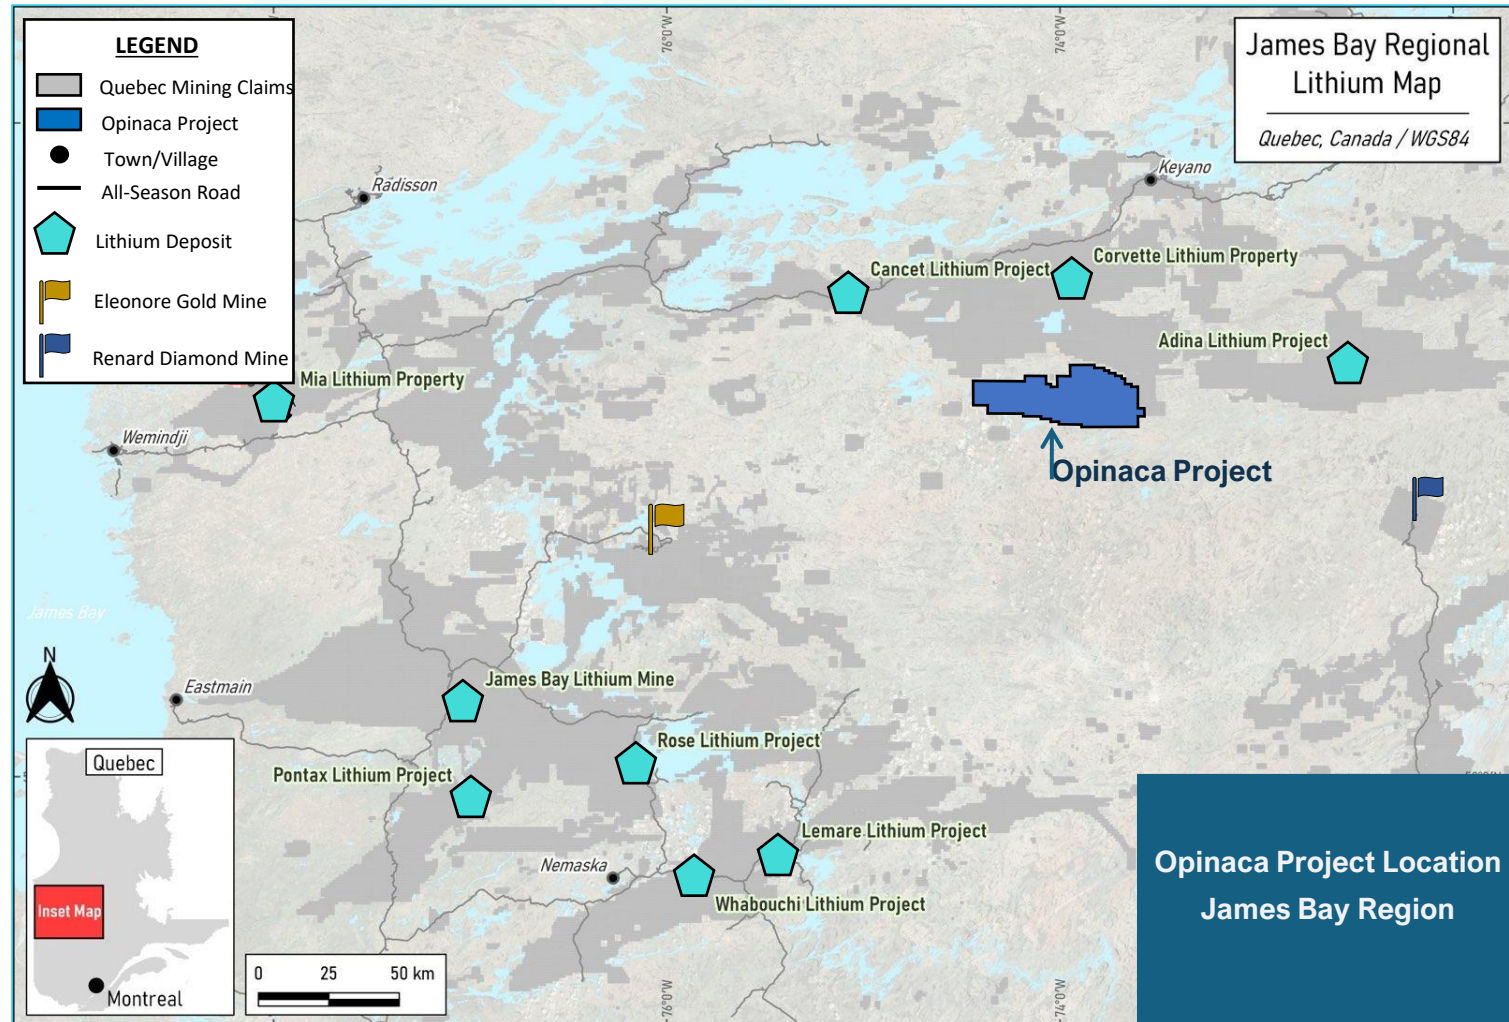 LEGEND
Quebec Mining Claims
Opinaca Project
Town/Village
All-Season Road
Lithium Deposit
Eleonore Gold Mine
Renard Diamond Mine
76°0'W
74°0'W
James Bay Regional
Lithium Map
Quebec, Canada / WGS84
Radisson
Keyano
Cancet Lithium Project
Corvette Lithium Property
Adina Lithium Project
Mia Lithium Property
Wemindji
Opinaca Project
James Bay
N
Eastmain
James Bay Lithium Mine
Rose Lithium Project
Pontax Lithium Project
Lemare Lithium Project
Nemaska
Whabouchi Lithium Project
Quebec
Inset Map
Montreal
0 25 50 km
76°0'W
74°0'W
Opinaca Project Location
James Bay Region